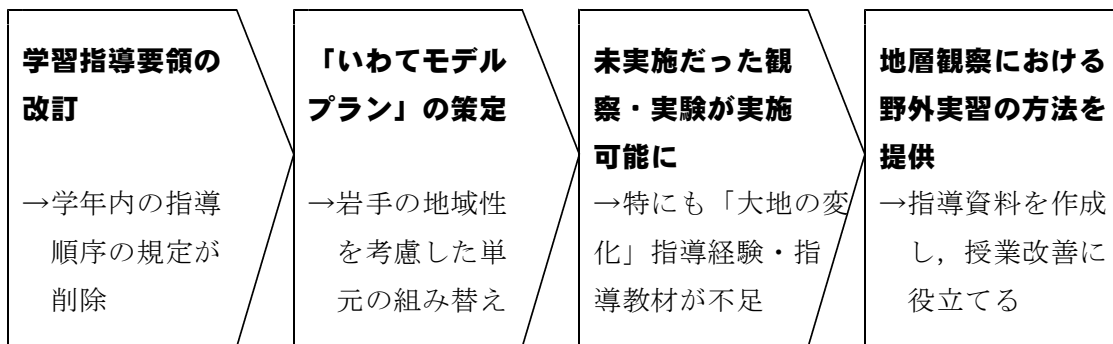 学習指導要領の
改訂
→学年内の指導
順序の規定が
削除
「いわてモデル
プラン」の策定
→岩手の地域性
を考慮した単
元の組み替え
未実施だった観
察・実験が実施
可能に
→特にも「大地の変
化」指導経験・指
導教材が不足
地層観察における
野外実習の方法を
提供
→指導資料を作成
し，授業改善に
役立てる